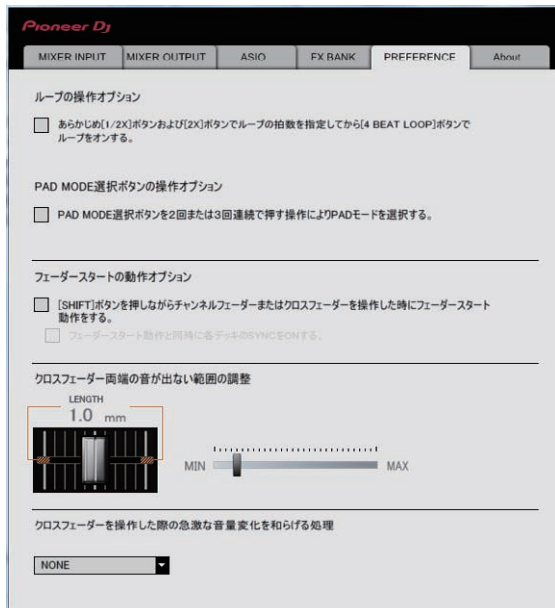 Pioneer Dj
MIXER INPUT
MIXER OUTPUT
ASIO
FX BANK
PREFERENCE
About
ループの操作オプション
あらかじめ[1/2X]ボタンおよび[2X]ボタンでループの拍数を指定してから[4 BEAT LOOP]ボタンで
ループをオンする。
PAD MODE選択ボタンの操作オプション
PAD MODE選択ボタンを2回または3回連続で押す操作によりPADモードを選択する。
フェーダースタートの動作オプション
[SHIFT]ボタンを押しながらチャンネルフェーダーまたはクロスフェーダーを操作した時にフェーダースタート
動作をする。
フェーダースタート動作と同時に各デッキのSYNCをONする。
クロスフェーダー両端の音が出ない範囲の調整
LENGTH
1.0 mm
MIN
MAX
クロスフェーダーを操作した際の急激な音量変化を和らげる処理
NONE